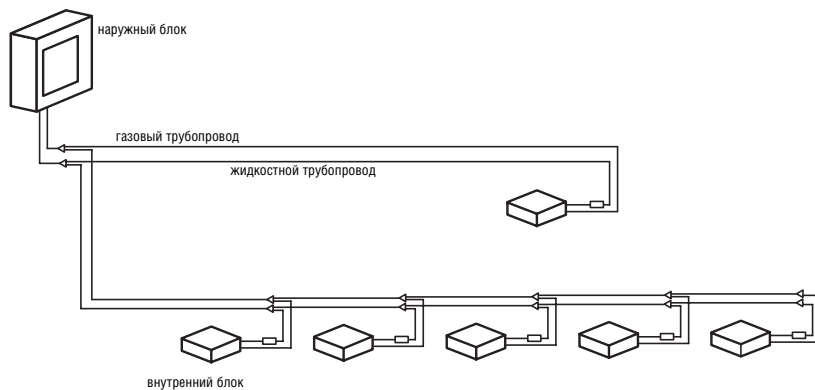 наружный блок
газовый трубопровод
жидкостной трубопровод
внутренний блок